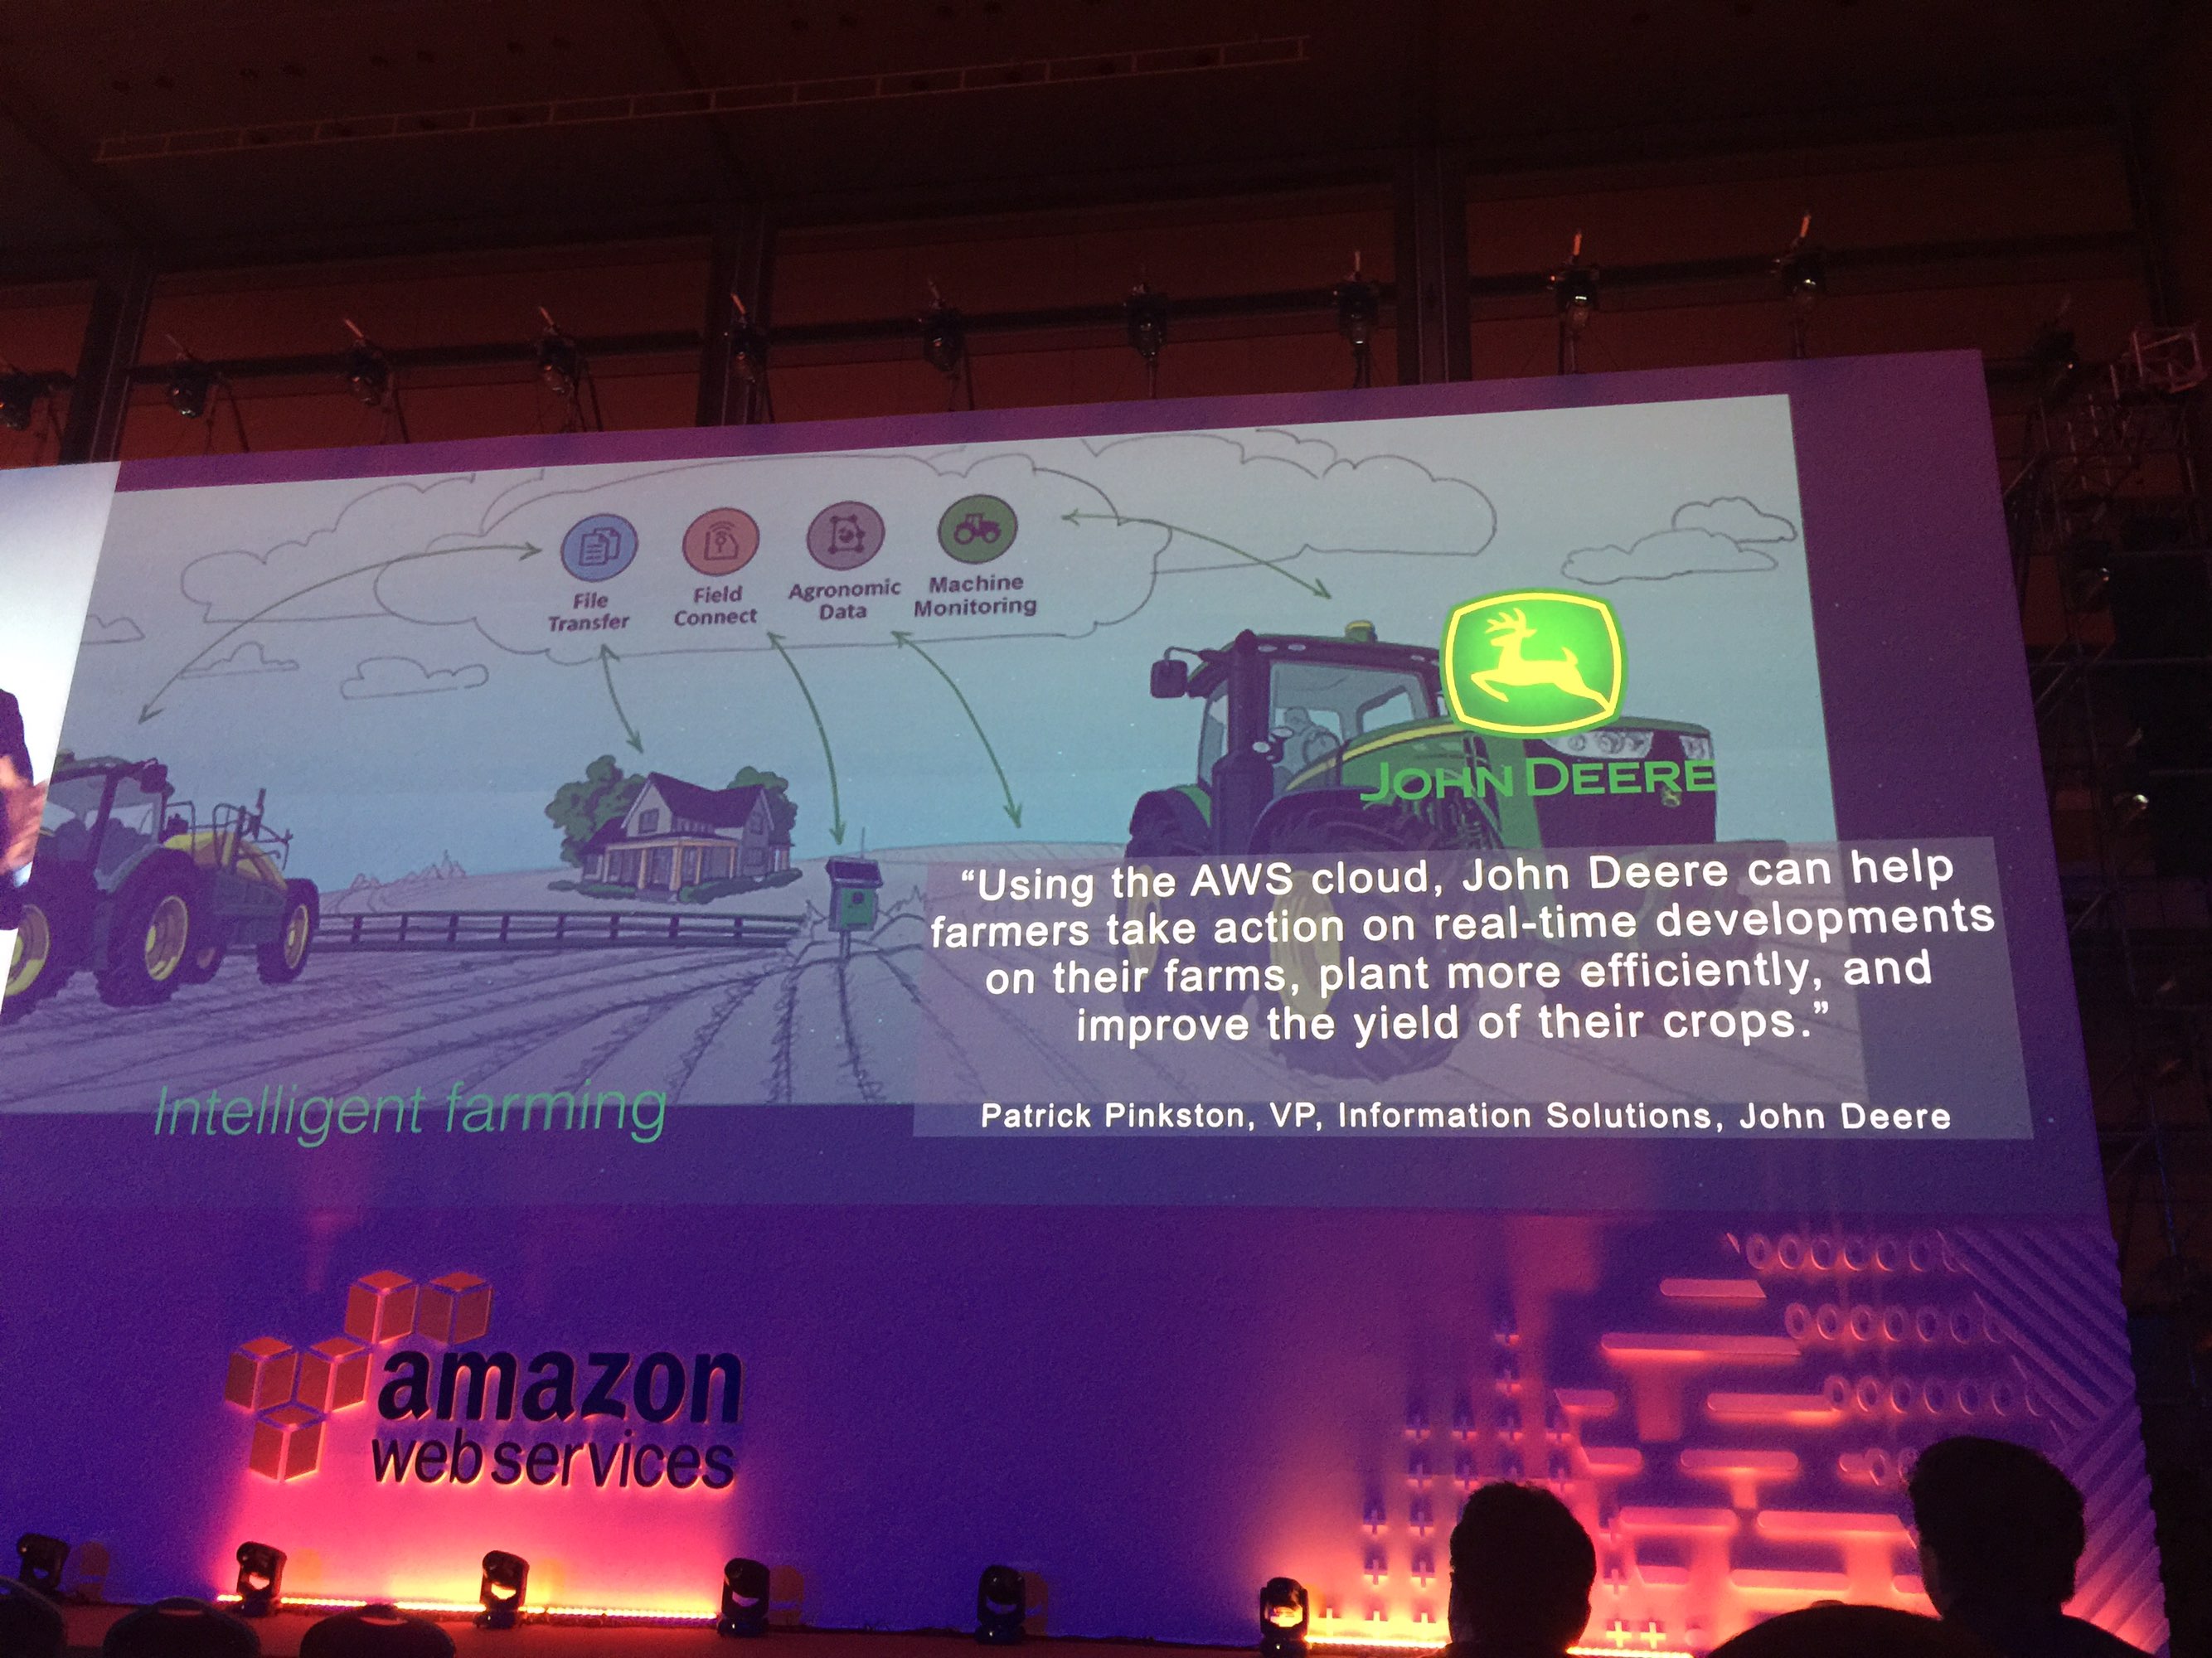 File
Transfer
Field
Connect
Agronomic
Data
Machine
Monitoring
JOHN DEERE
“Using the AWS cloud, John Deere can help
farmers take action on real-time developments
on their farms, plant more efficiently, and
improve the yield of their crops.”
Patrick Pinkston, VP, Information Solutions, John Deere
Intelligent farming
amazon
web services